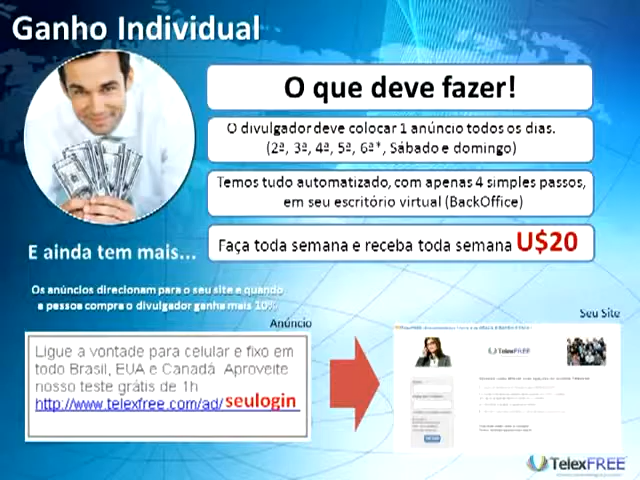 Ganho Individual
O que deve fazer!
O divulgador deve colocar 1 anúncio todos os dias.
(2ª, 3ª, 4ª, 5ª, 6ª*, Sábado e domingo)
Temos tudo automatizado, com apenas 4 simples passos,
em seu escritório virtual (BackOffice)
Faça toda semana e receba toda semana U$20
E ainda tem mais...
Os anúncios direcionam para o seu site e quando
a pessoa compra o divulgador ganha mais 10%
Anúncio
Seu Site
Ligue a vontade para celular e fixo em
todo Brasil, EUA e Canadá Aproveite
nosso teste grátis de 1h
http://www.telexfree.com/ad/seulogin
TelexFREE
TelexFREE